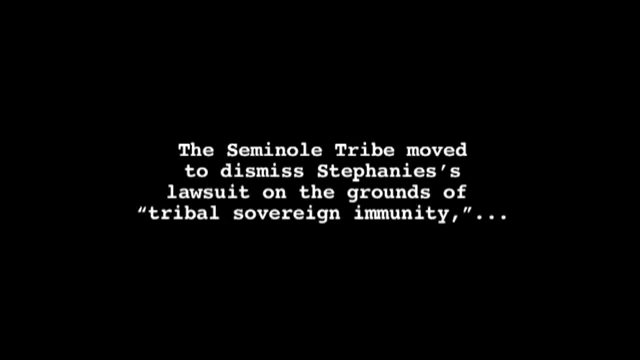 The Seminole Tribe moved
to dismiss Stephanies’s
lawsuit on the grounds of
“tribal sovereign immunity,”...